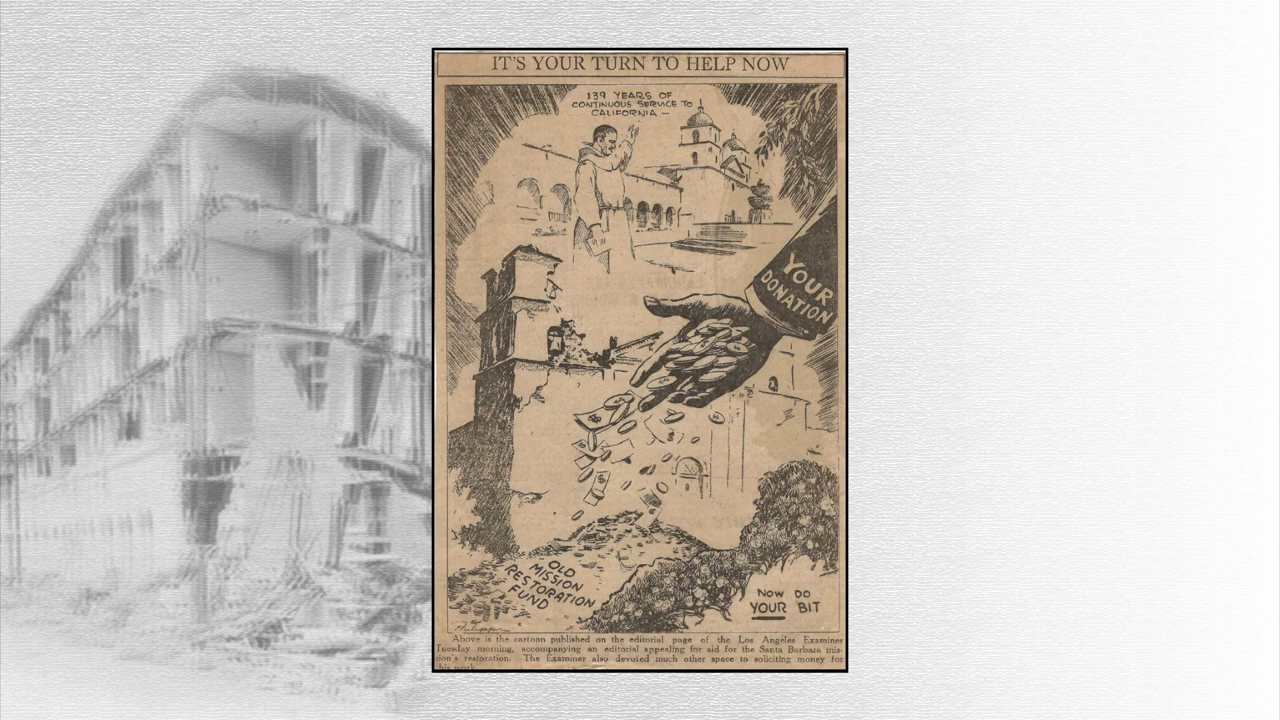 IT'S YOUR TURN TO HELP NOW
139 YEARS OF
CONTINUOUS SERVICE TO
CALIFORNIA —
YOUR
DONATION
OLD
MISSION
RESTORATION
FUND
NOW DO
YOUR BIT
Above is the cartoon published on the editorial page of the Los Angeles Examiner
Tuesday morning, accompanying an editorial appealing for aid for the Santa Barbara mis-
sion's restoration. The Examiner also devoted much other space to soliciting money for
this work.